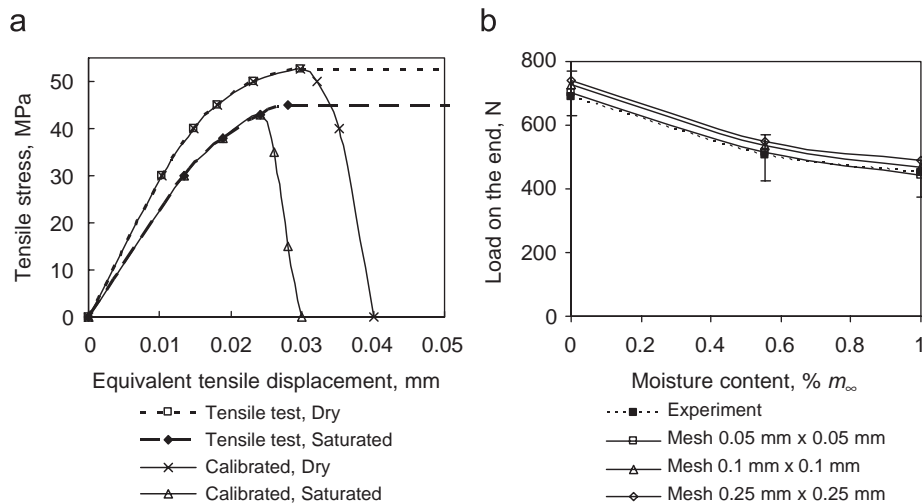 a
Tensile stress, MPa
50
40
30
20
10
0
0 0.01 0.02 0.03 0.04 0.05
Equivalent tensile displacement, mm
Tensile test, Dry
Tensile test, Saturated
Calibrated, Dry
Calibrated, Saturated
b
Load on the end, N
800
600
400
200
0
0 0.2 0.4 0.6 0.8 1
Moisture content, % m∞
Experiment
Mesh 0.05 mm x 0.05 mm
Mesh 0.1 mm x 0.1 mm
Mesh 0.25 mm x 0.25 mm